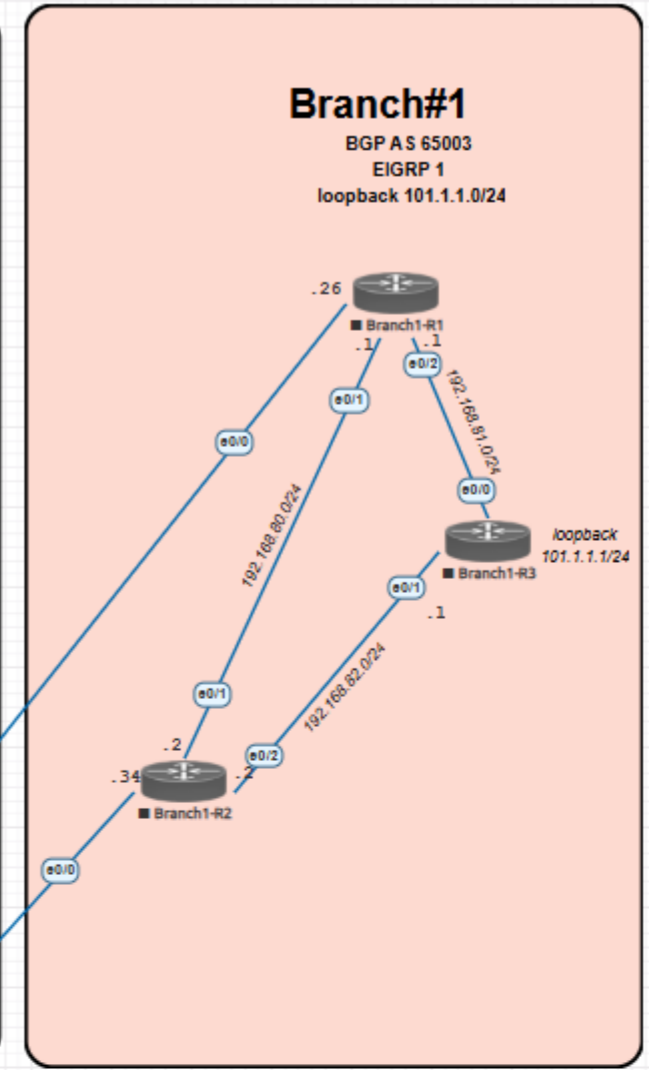 Branch#1
BGP AS 65003
EIGRP 1
loopback 101.1.1.0/24
.26
Branch1-R1
.1
.1
e0/2
e0/1
192.168.81.0/24
e0/0
e0/0
192.168.80.0/24
loopback
101.1.1.1/24
Branch1-R3
e0/1
.1
192.168.82.0/24
e0/1
.2
e0/2
.34
.2
Branch1-R2
e0/0